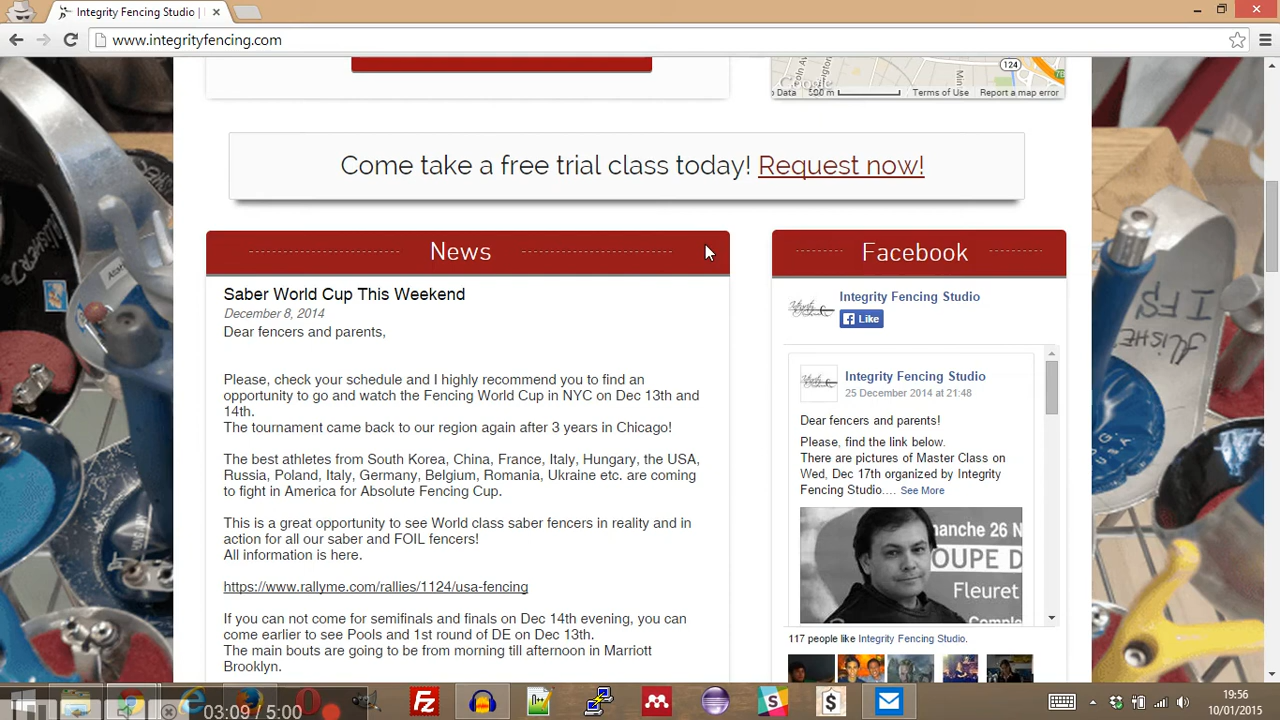 Integrity Fencing Studio |
www.integrityfencing.com
124
Data 500 m Terms of Use Report a map error
Come take a free trial class today! Request now!
News
Saber World Cup This Weekend
December 8, 2014
Dear fencers and parents,
Please, check your schedule and I highly recommend you to find an
opportunity to go and watch the Fencing World Cup in NYC on Dec 13th and
14th.
The tournament came back to our region again after 3 years in Chicago!
The best athletes from South Korea, China, France, Italy, Hungary, the USA,
Russia, Poland, Italy, Germany, Belgium, Romania, Ukraine etc. are coming
to fight in America for Absolute Fencing Cup.
This is a great opportunity to see World class saber fencers in reality and in
action for all our saber and FOIL fencers!
All information is here.
https://www.rallyme.com/rallies/1124/usa-fencing
If you can not come for semifinals and finals on Dec 14th evening, you can
come earlier to see Pools and 1st round of DE on Dec 13th.
The main bouts are going to be from morning till afternoon in Marriott
Brooklyn.
Facebook
Integrity Fencing Studio
Like
Integrity Fencing Studio
25 December 2014 at 21:48
Dear fencers and parents!
Please, find the link below.
There are pictures of Master Class on
Wed, Dec 17th organized by Integrity
Fencing Studio.... See More
manche 26 N
OUPE D
Fleuret
117 people like Integrity Fencing Studio.
IFS
03:09 / 5:00
19:56
10/01/2015